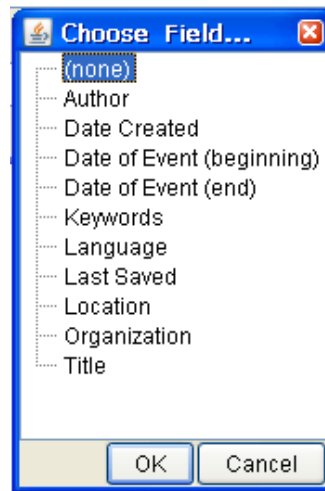 Choose Field...
(none)
Author
Date Created
Date of Event (beginning)
Date of Event (end)
Keywords
Language
Last Saved
Location
Organization
Title
OK Cancel